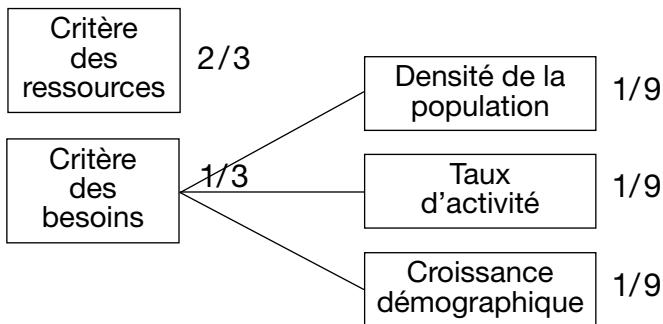 Critère
des
ressources
2/3
Critère
des
besoins
1/3
Densité de la
population
1/9
Taux
d’activité
1/9
Croissance
démographique
1/9